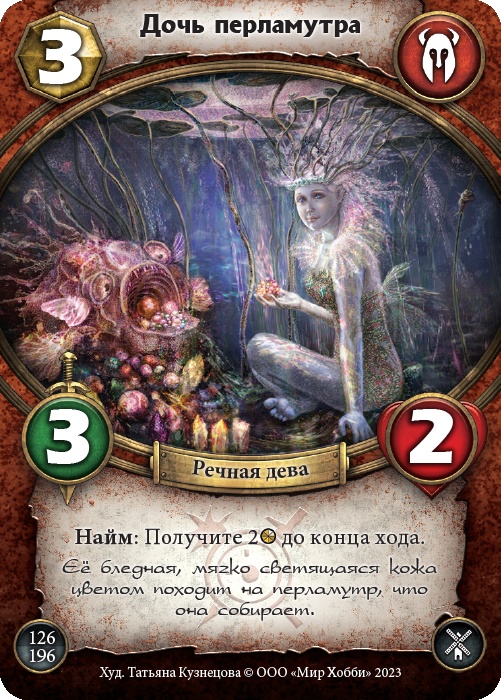 Дочь перламутра
3
3
2
Речная дева
Найм: Получите 2 до конца хода.
Её бледная, мягко светящаяся кожа
цветом походит на перламутр, что
она собирает.
126
196
Худ. Татьяна Кузнецова © ООО «Мир Хобби» 2023